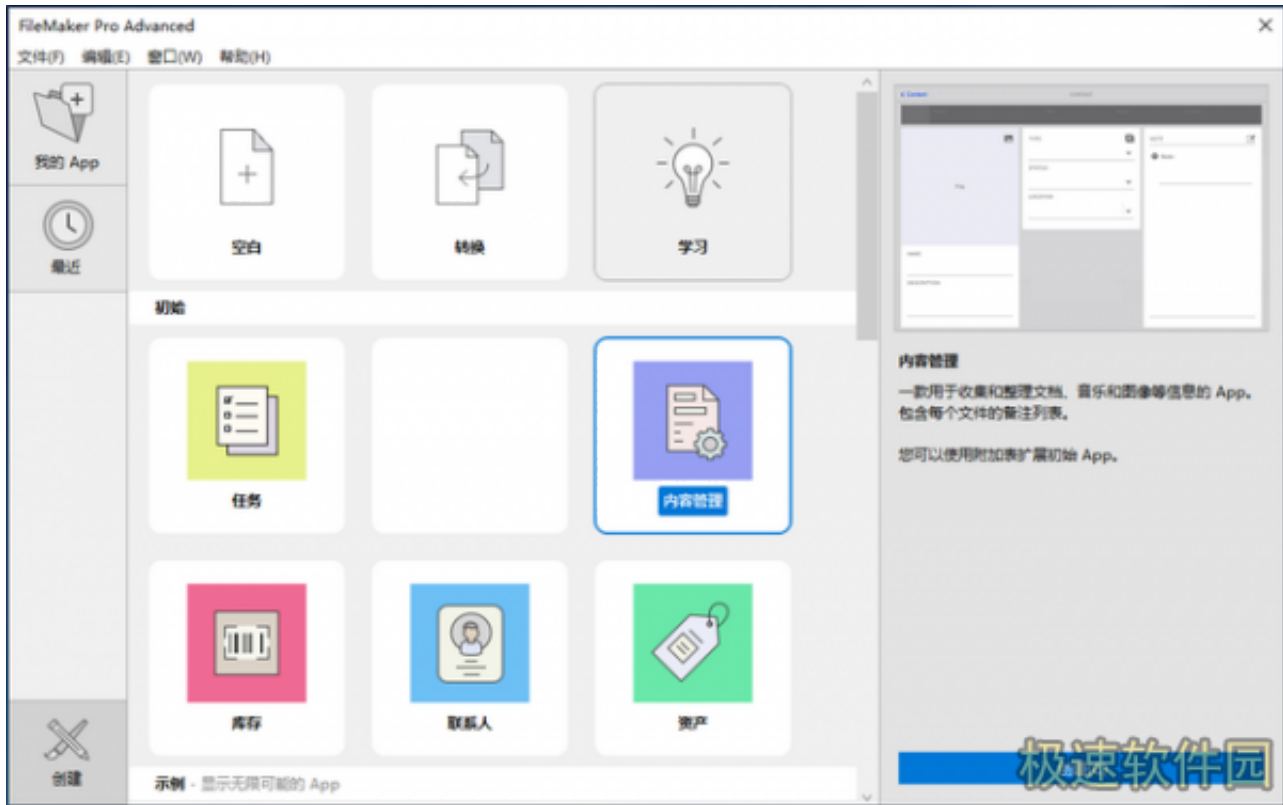 FileMaker Pro Advanced
文件(F) 编辑(E) 窗口(W) 帮助(H)
我的 App
最近
创建
空白
转换
学习
初始
任务
内容管理
库存
联系人
资产
示例 - 显示无限可能的 App
内容管理
一款用于收集和整理文档、音乐和图像等信息的 App。
包含每个文件的备注列表。
您可以使用附加表扩展初始 App。
极速软件园